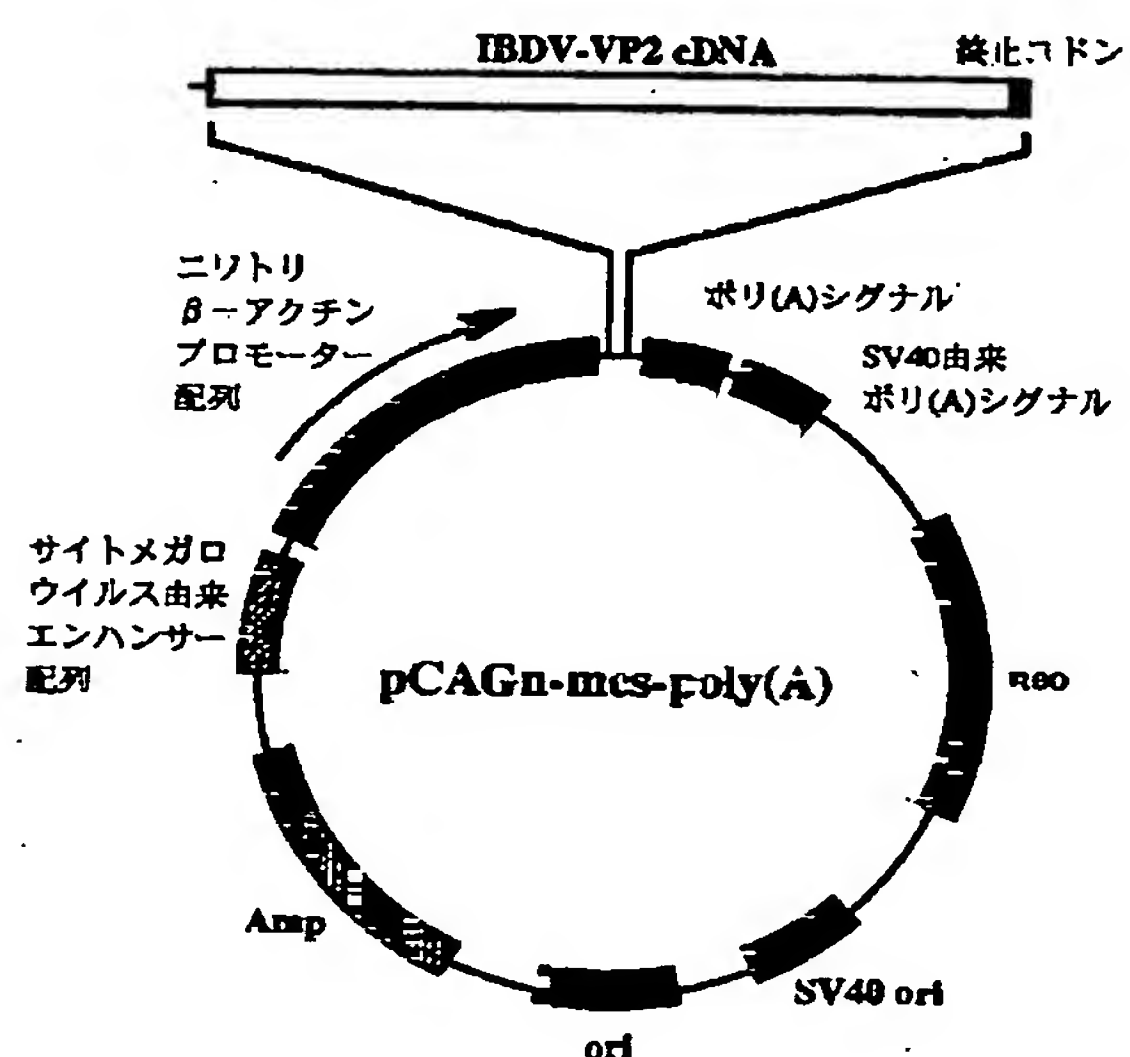 IBDV-VP2 cDNA
終止コドン
ニワトリ
β-アクチン
プロモーター
配列
ポリ(A)シグナル
SV40由来
ポリ(A)シグナル
サイトメガロ
ウイルス由来
エンハンサー
配列
pCAGn-mcs-poly(A)
Amp
SV40 ori
ori